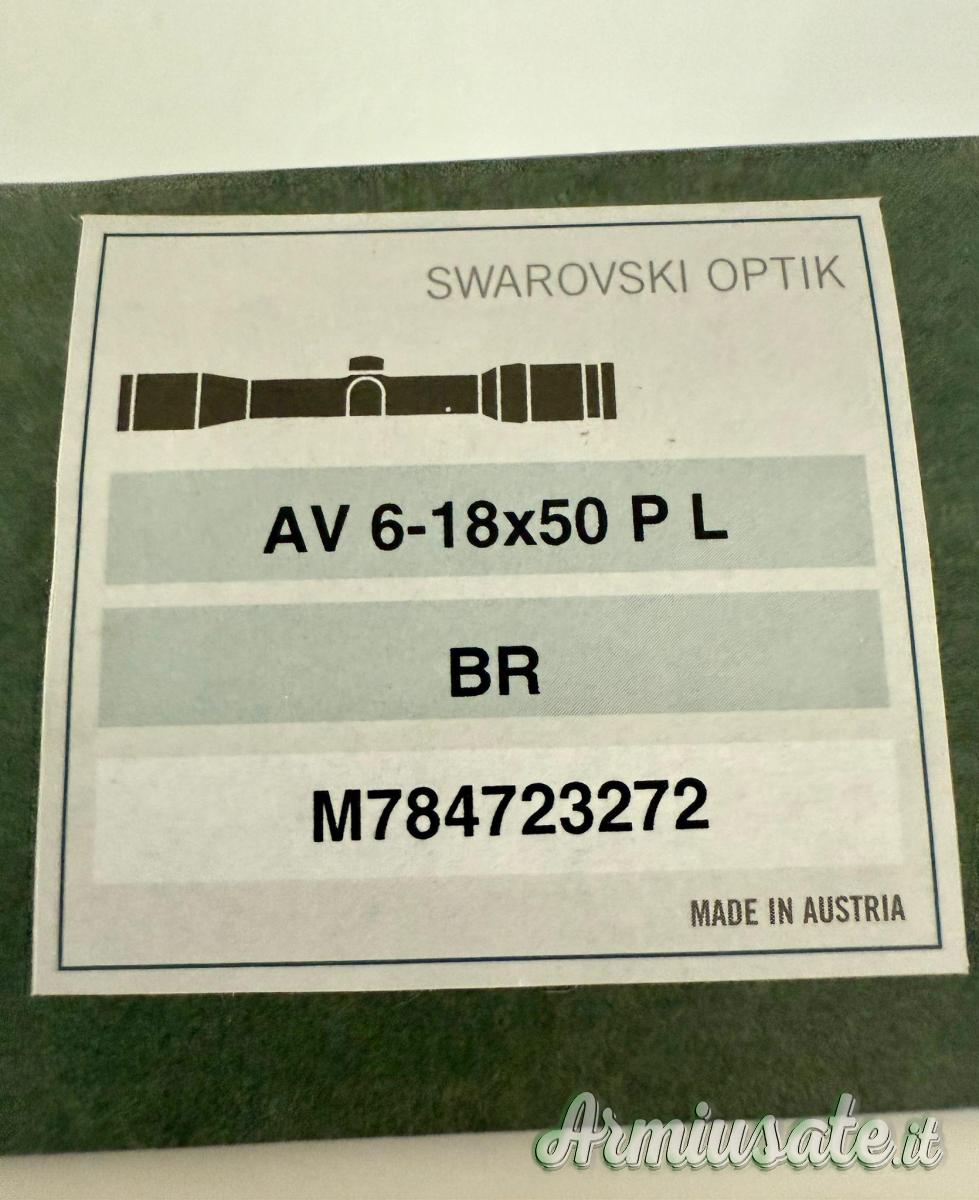 SWAROVSKI OPTIK
AV 6-18x50 P L
BR
M784723272
MADE IN AUSTRIA
Armiusate.it